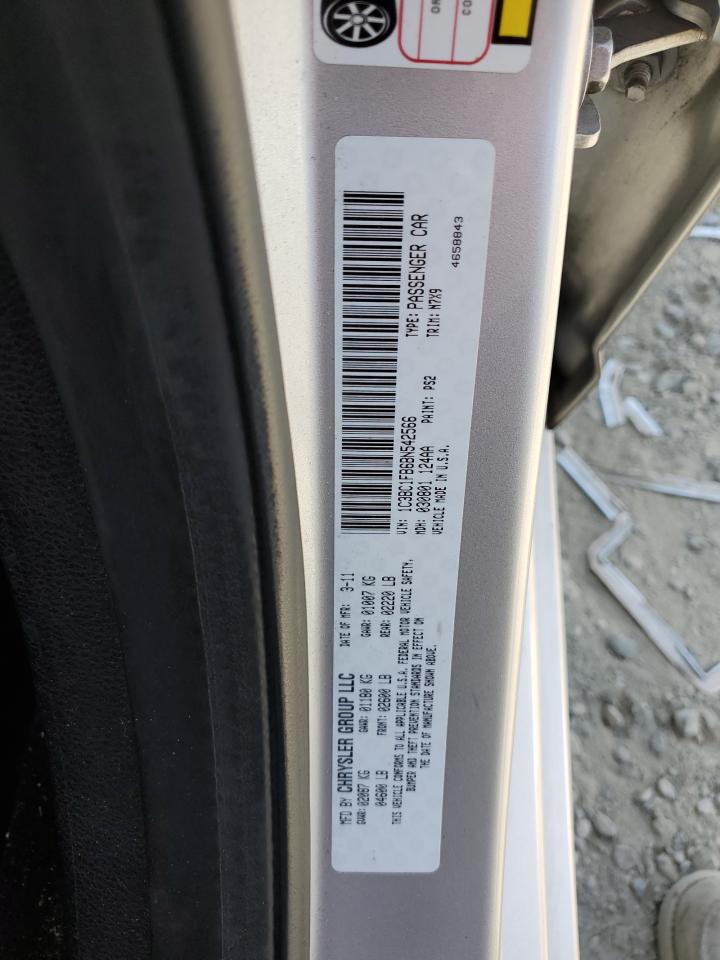 MFD BY CHRYSLER GROUP LLC DATE OF MFR: 3-11
GVWR: 02087 KG GAWR: 01180 KG GAWR: 01007 KG
04600 LB FRONT: 02600 LB REAR: 02220 LB
THIS VEHICLE CONFORMS TO ALL APPLICABLE U.S.A. FEDERAL MOTOR VEHICLE SAFETY,
BUMPER AND THEFT PREVENTION STANDARDS IN EFFECT ON
THE DATE OF MANUFACTURE SHOWN ABOVE.
VIN: 1C3BC1FB6BN542566 TYPE: PASSENGER CAR
MDH: 030801 124AA PAINT: PS2 TRIM: N7X9
VEHICLE MADE IN U.S.A.
4658843